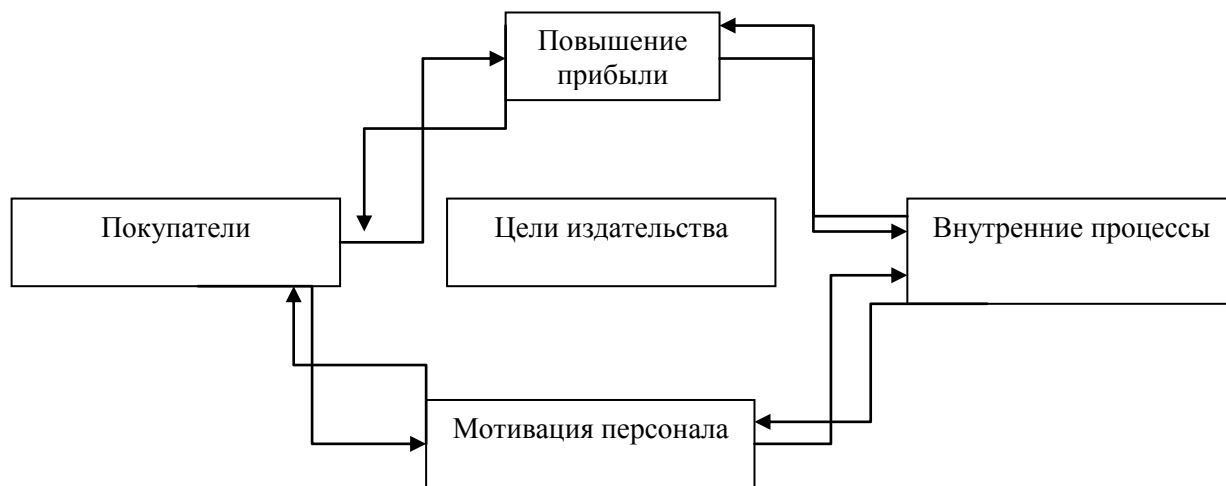 Повышение
прибыли
Покупатели
Цели издательства
Внутренние процессы
Мотивация персонала